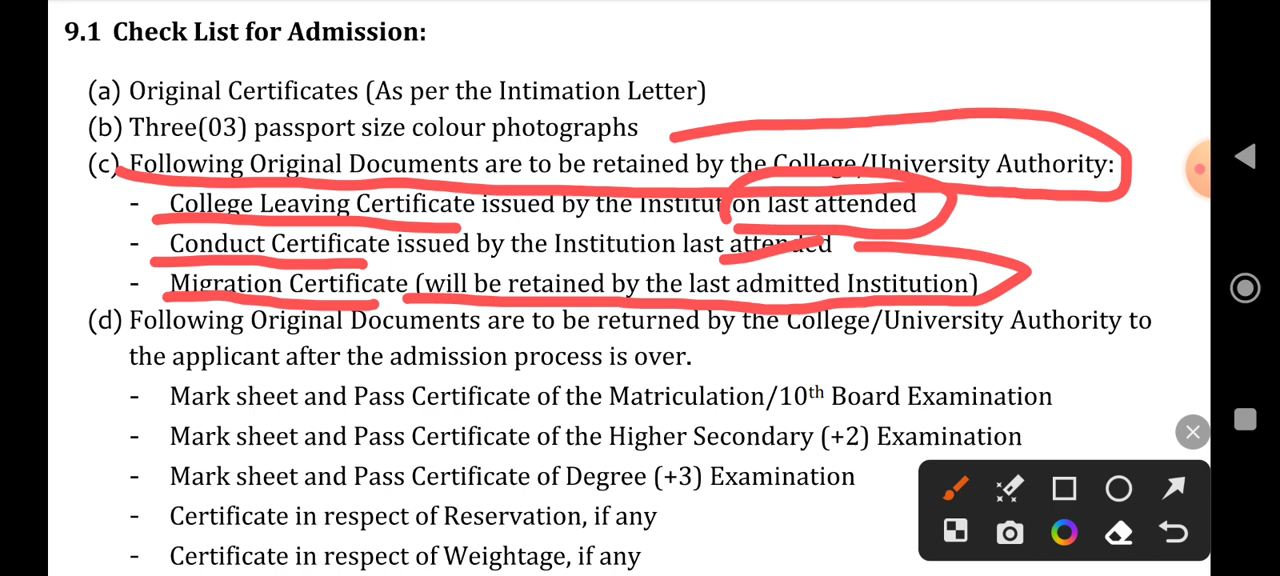 9.1 Check List for Admission:
(a) Original Certificates (As per the Intimation Letter)
(b) Three(03) passport size colour photographs
(c) Following Original Documents are to be retained by the College/University Authority:
- College Leaving Certificate issued by the Institution last attended
- Conduct Certificate issued by the Institution last attended
- Migration Certificate (will be retained by the last admitted Institution)
(d) Following Original Documents are to be returned by the College/University Authority to
the applicant after the admission process is over.
- Mark sheet and Pass Certificate of the Matriculation/10th Board Examination
- Mark sheet and Pass Certificate of the Higher Secondary (+2) Examination
- Mark sheet and Pass Certificate of Degree (+3) Examination
- Certificate in respect of Reservation, if any
- Certificate in respect of Weightage, if any